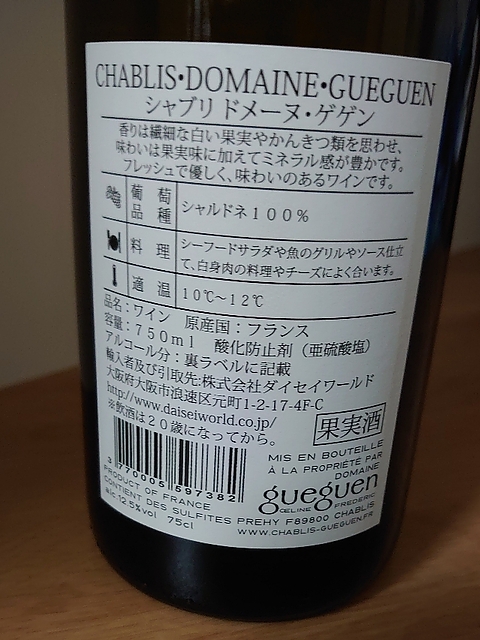 CHABLIS・DOMAINE・GUEGUEN
シャブリ ドメーヌ・ゲゲン
香りは繊細な白い果実やかんきつ類を思わせ、
味わいは果実味に加えてミネラル感が豊かです。
フレッシュで優しく、味わいのあるワインです。
葡萄品種 シャルドネ100%
料理 シーフードサラダや魚のグリルやソース仕立
て、白身肉の料理やチーズによく合います。
適温 10℃～12℃
品名：ワイン 原産国：フランス
容量：750ml 酸化防止剤（亜硫酸塩）
アルコール分：裏ラベルに記載
輸入者及び引取先:株式会社ダイセイワールド
大阪府大阪市浪速区元町1-2-17-4F-C
http://www.daiseiworld.co.jp/
※飲酒は20歳になってから。
果実酒
3 770005 597382
MIS EN BOUTEILLE
À LA PROPRIÉTÉ PAR
DOMAINE
gueguen
CŒLINE FREDERIC
PRODUCT OF FRANCE
CONTIENT DES SULFITES PREHY F89800 CHABLIS
alc.12.5%vol 75cl
WWW.CHABLIS-GUEGUEN.FR